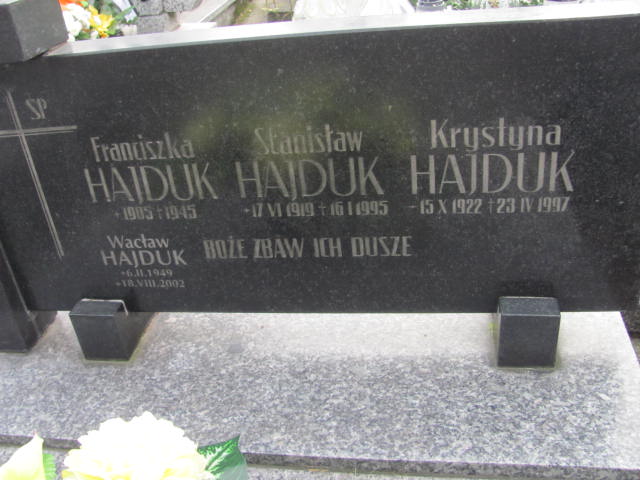 SP
Franciszka
HAJDUK
* 1905 † 1945
Stanisław
HAJDUK
*17 VI 1919 † 16 I 1995
Krystyna
HAJDUK
*15 X 1922 † 23 IV 1997
Wacław
HAJDUK
*6.II.1949
+18.VIII.2002
BOŻE ZBAW ICH DUSZE